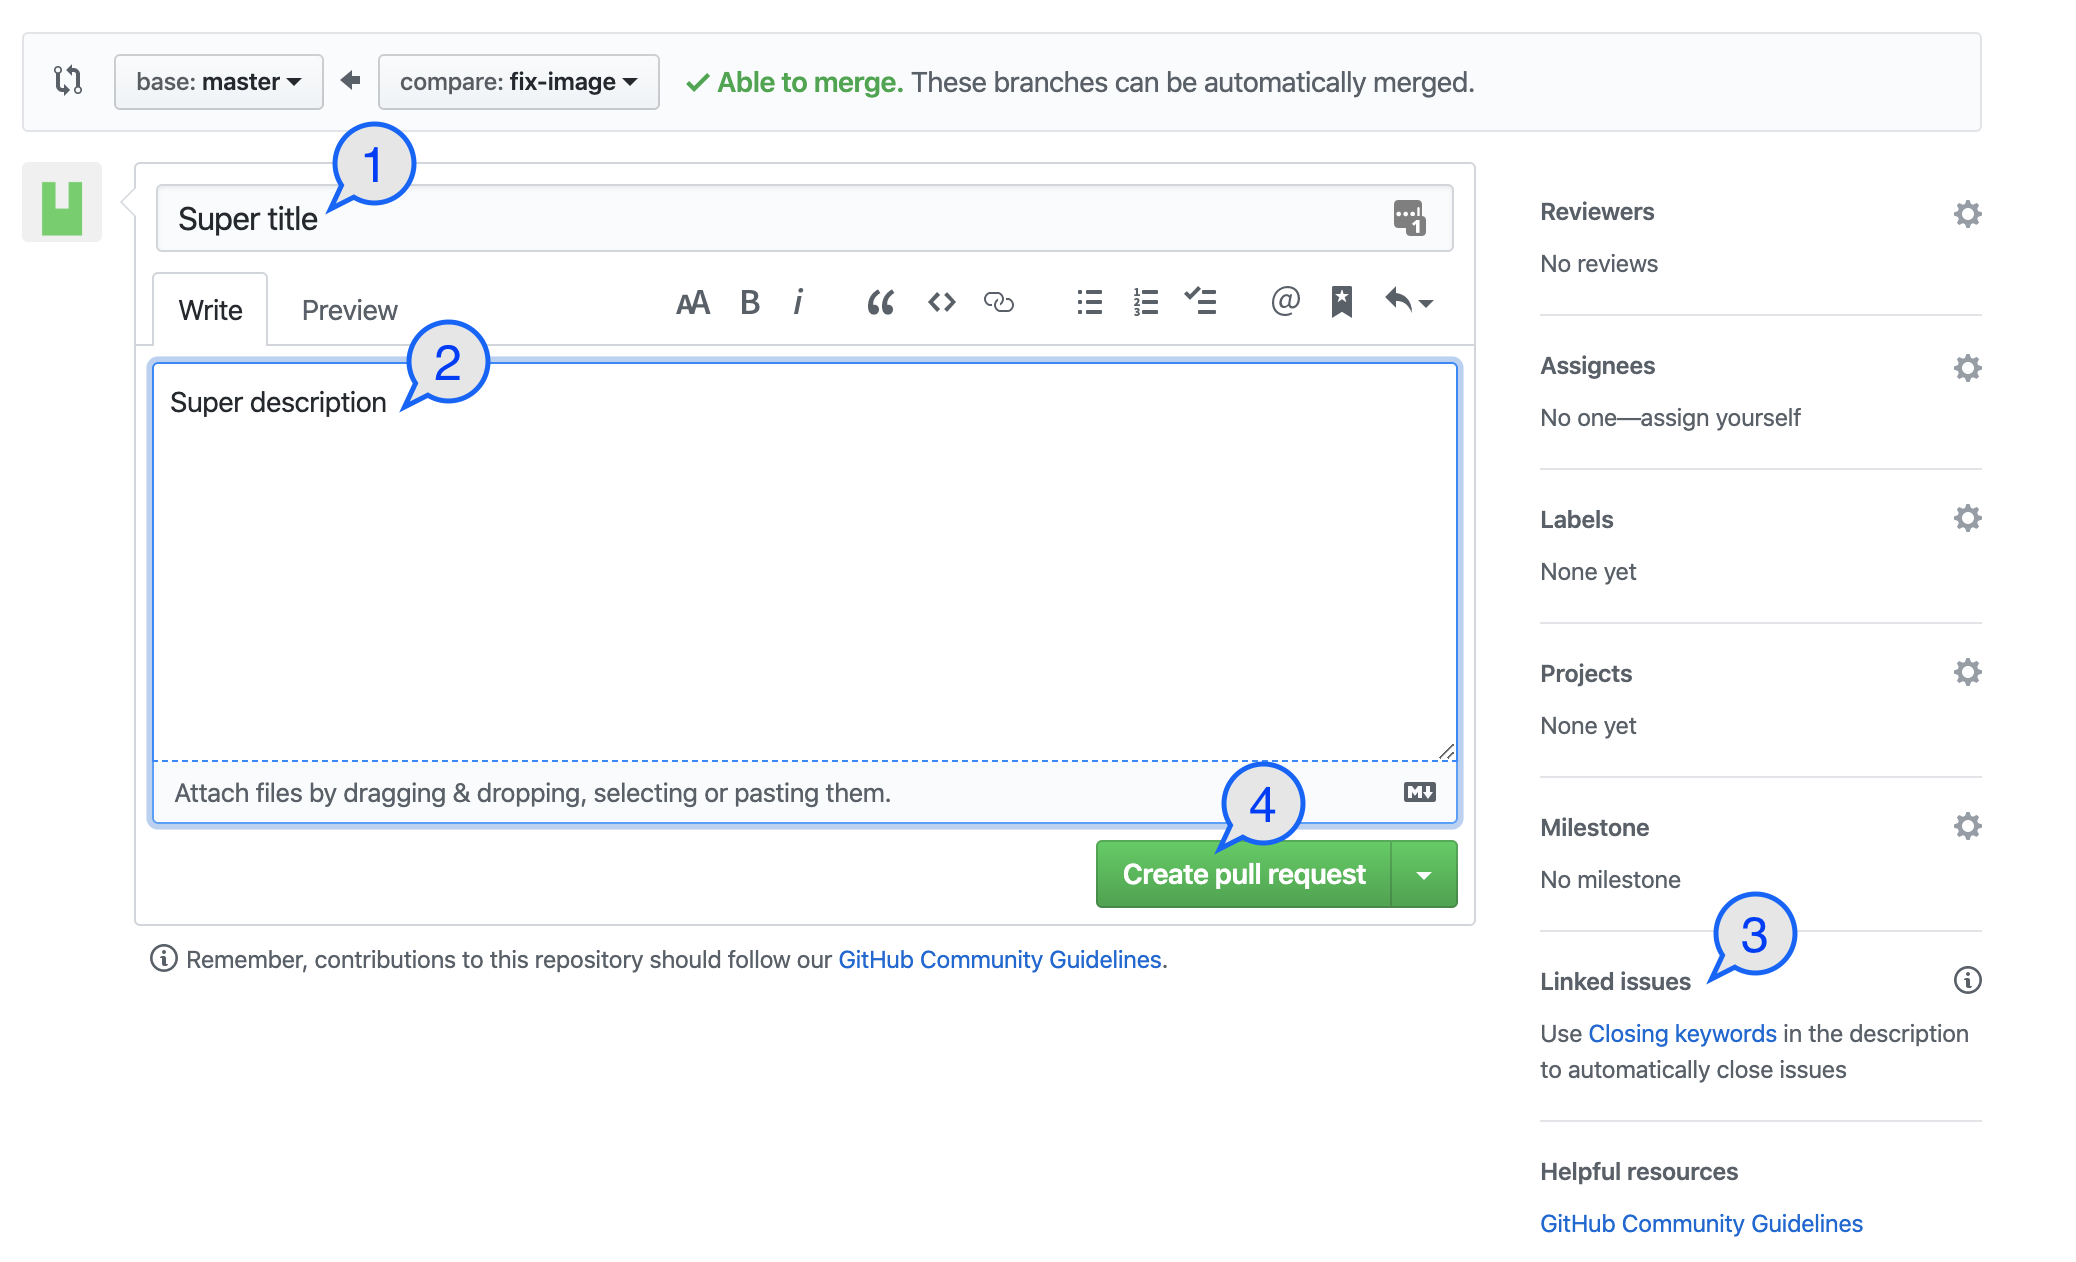 base: master compare: fix-image Able to merge. These branches can be automatically merged.
1
Super title
1
Write Preview AA B i @
2
Super description
Attach files by dragging & dropping, selecting or pasting them.
M
4
Create pull request
Remember, contributions to this repository should follow our GitHub Community Guidelines.
Reviewers
No reviews
Assignees
No one—assign yourself
Labels
None yet
Projects
None yet
Milestone
No milestone
3
Linked issues
Use Closing keywords in the description
to automatically close issues
Helpful resources
GitHub Community Guidelines